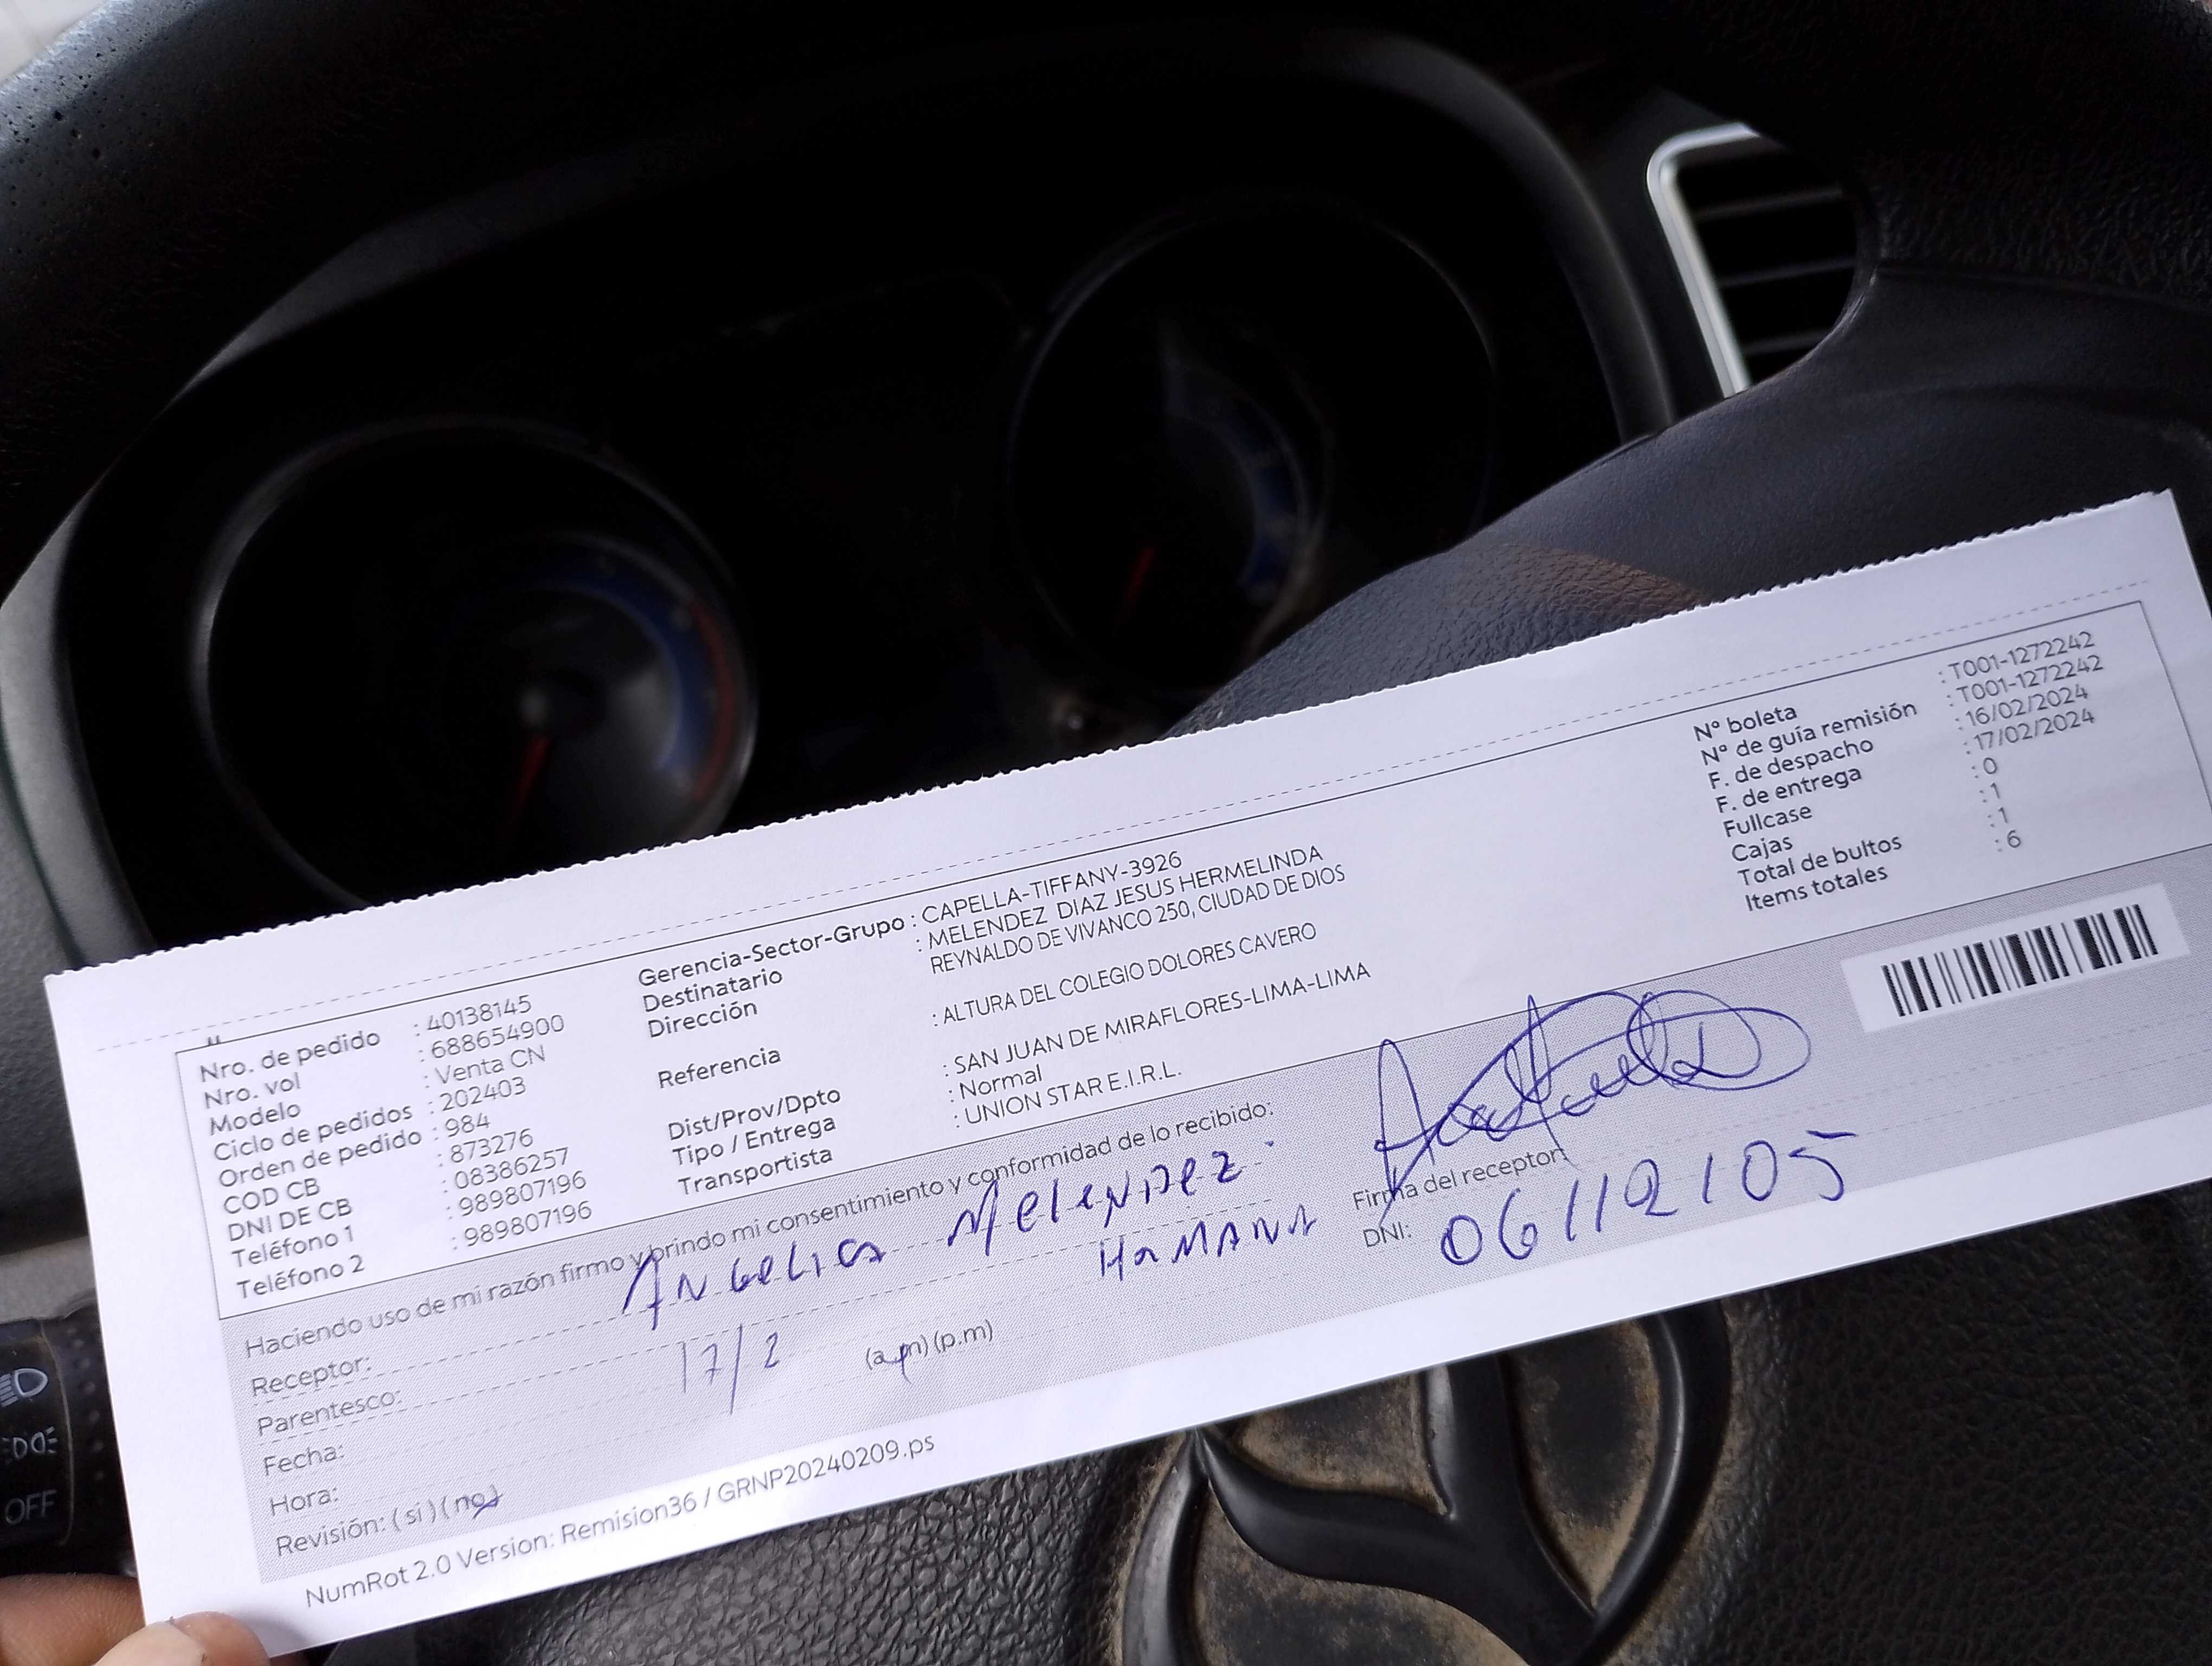 Nro. de pedido : 40138145
Nro. vol : 688654900
Modelo : Venta CN
Ciclo de pedidos : 202403
Orden de pedido : 984
COD CB : 873276
DNI DE CB : 08386257
Teléfono 1 : 989807196
Teléfono 2 : 989807196
Gerencia-Sector-Grupo : CAPELLA-TIFFANY-3926
Destinatario : MELENDEZ DIAZ JESUS HERMELINDA
Dirección REYNALDO DE VIVANCO 250, CIUDAD DE DIOS
Referencia : ALTURA DEL COLEGIO DOLORES CAVERO
Dist/Prov/Dpto : SAN JUAN DE MIRAFLORES-LIMA-LIMA
Tipo / Entrega : Normal
Transportista : UNION STAR E.I.R.L.
N° boleta : T001-1272242
N° de guía remisión : T001-1272242
F. de despacho : 16/02/2024
F. de entrega : 17/02/2024
Fullcase : 0
Cajas : 1
Total de bultos : 1
Items totales : 6
Haciendo uso de mi razón firmo y brindo mi consentimiento y conformidad de lo recibido:
Receptor: ANGELICA MELENDEZ
Parentesco: HaMANA
Fecha: 17/2
Hora: (a.m) (p.m)
Revisión: ( si ) ( no )
Firma del receptor:
DNI: 06112105
NumRot 2.0 Version: Remision36 / GRNP20240209.ps
OFF